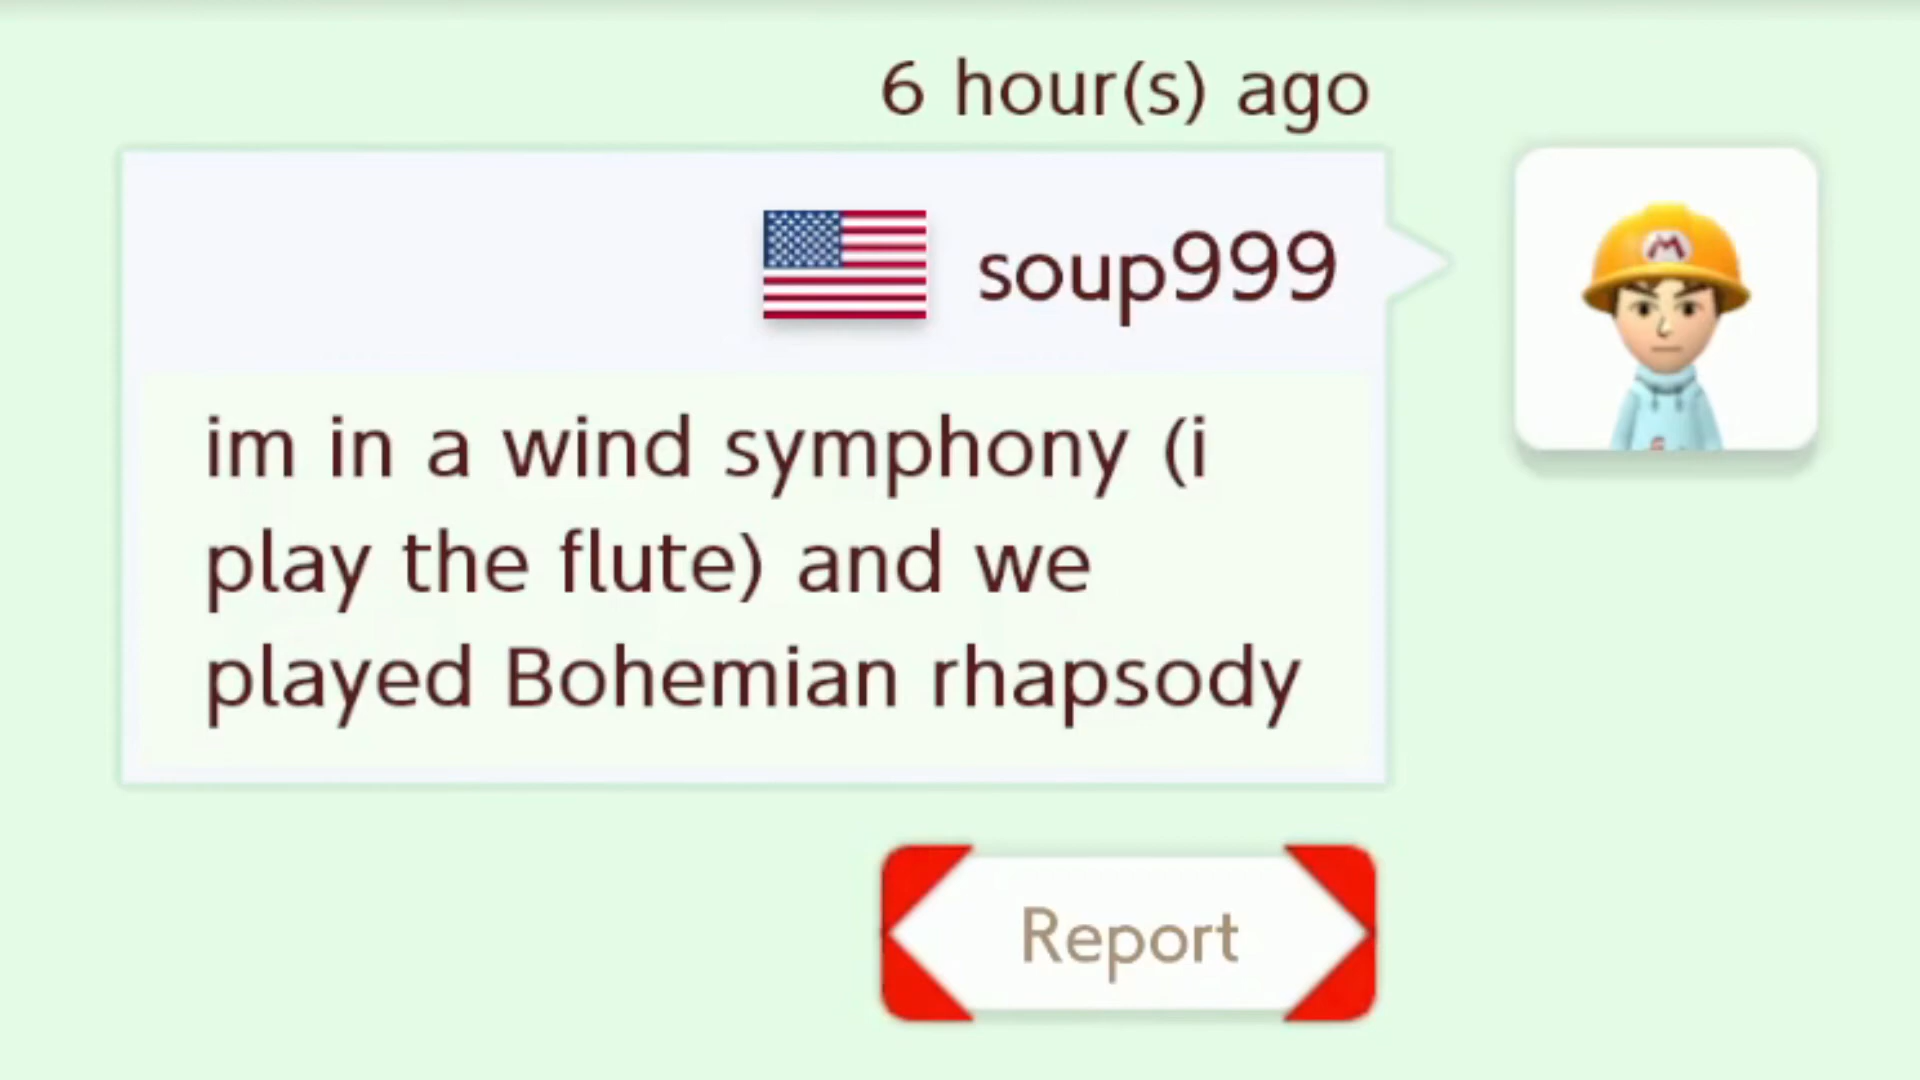 6 hour(s) ago
soup999
im in a wind symphony (i
play the flute) and we
played Bohemian rhapsody
M
Report